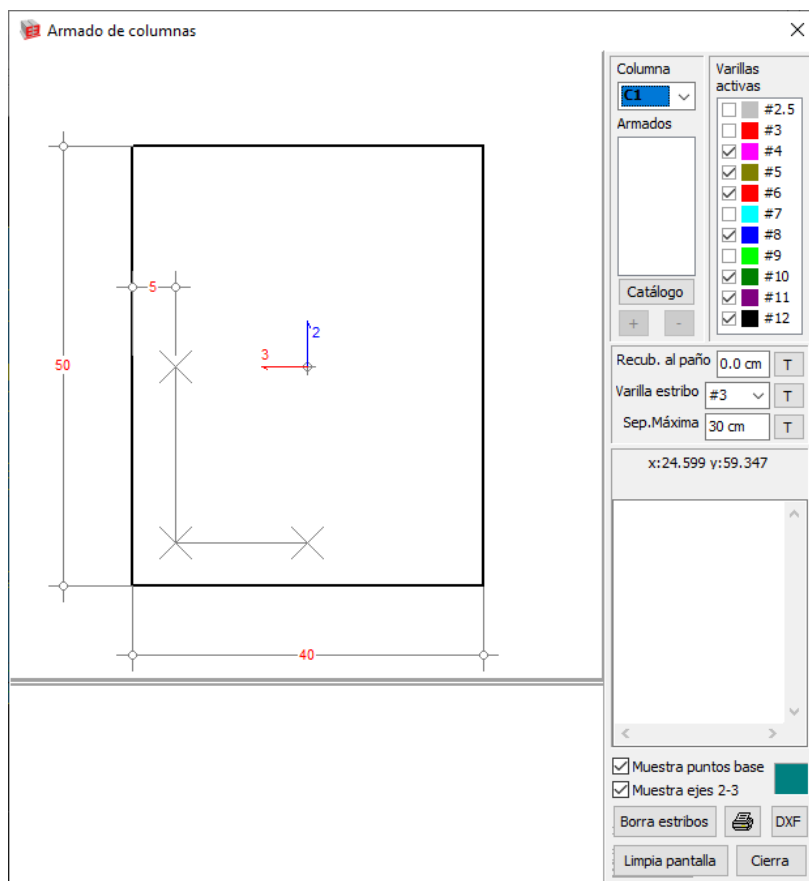 Armado de columnas
5
2
3
50
40
Columna
C1
Armados
Catálogo
+ -
Varillas
activas
#2.5
#3
#4
#5
#6
#7
#8
#9
#10
#11
#12
Recub. al paño 0.0 cm T
Varilla estribo #3 T
Sep.Máxima 30 cm T
x:24.599 y:59.347
Muestra puntos base
Muestra ejes 2-3
Borra estribos DXF
Limpia pantalla Cierra